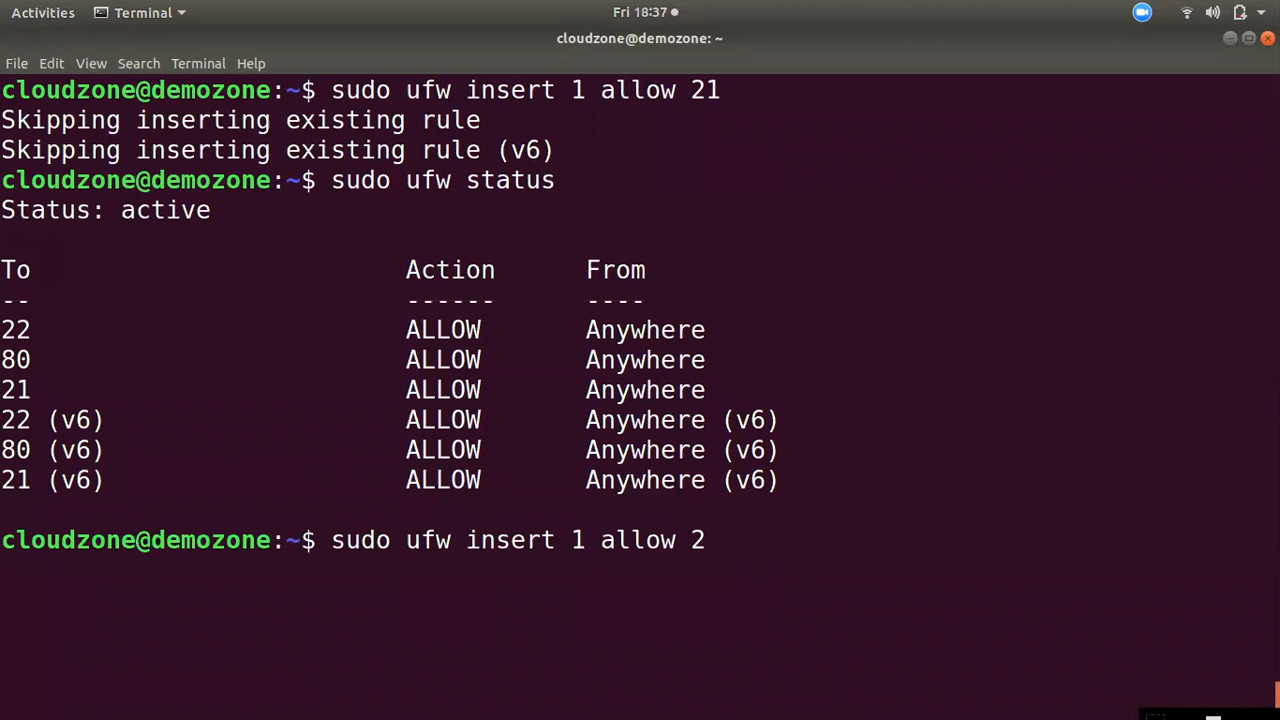 Activities Terminal Fri 18:37
cloudzone@demozone: ~
File Edit View Search Terminal Help
cloudzone@demozone:~$ sudo ufw insert 1 allow 21
Skipping inserting existing rule
Skipping inserting existing rule (v6)
cloudzone@demozone:~$ sudo ufw status
Status: active
To Action From
-- ------ ----
22 ALLOW Anywhere
80 ALLOW Anywhere
21 ALLOW Anywhere
22 (v6) ALLOW Anywhere (v6)
80 (v6) ALLOW Anywhere (v6)
21 (v6) ALLOW Anywhere (v6)
cloudzone@demozone:~$ sudo ufw insert 1 allow 2